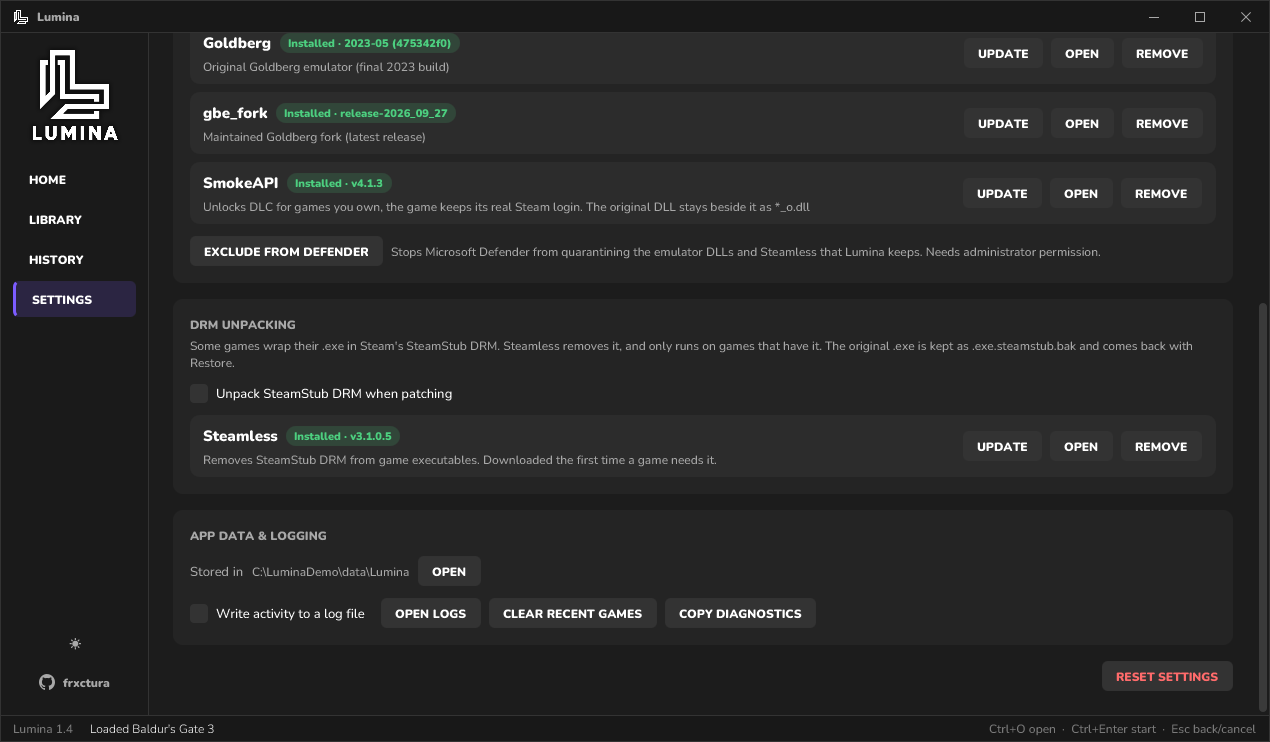 Lumina
LUMINA
HOME
LIBRARY
HISTORY
SETTINGS
frxctura
Goldberg Installed · 2023-05 (475342f0)
Original Goldberg emulator (final 2023 build)
UPDATE OPEN REMOVE
gbe_fork Installed · release-2026_09_27
Maintained Goldberg fork (latest release)
UPDATE OPEN REMOVE
SmokeAPI Installed · v4.1.3
Unlocks DLC for games you own, the game keeps its real Steam login. The original DLL stays beside it as *_o.dll
UPDATE OPEN REMOVE
EXCLUDE FROM DEFENDER Stops Microsoft Defender from quarantining the emulator DLLs and Steamless that Lumina keeps. Needs administrator permission.
DRM UNPACKING
Some games wrap their .exe in Steam's SteamStub DRM. Steamless removes it, and only runs on games that have it. The original .exe is kept as .exe.steamstub.bak and comes back with
Restore.
Unpack SteamStub DRM when patching
Steamless Installed · v3.1.0.5
Removes SteamStub DRM from game executables. Downloaded the first time a game needs it.
UPDATE OPEN REMOVE
APP DATA & LOGGING
Stored in C:\LuminaDemo\data\Lumina OPEN
Write activity to a log file OPEN LOGS CLEAR RECENT GAMES COPY DIAGNOSTICS
RESET SETTINGS
Lumina 1.4 Loaded Baldur's Gate 3 Ctrl+O open · Ctrl+Enter start · Esc back/cancel